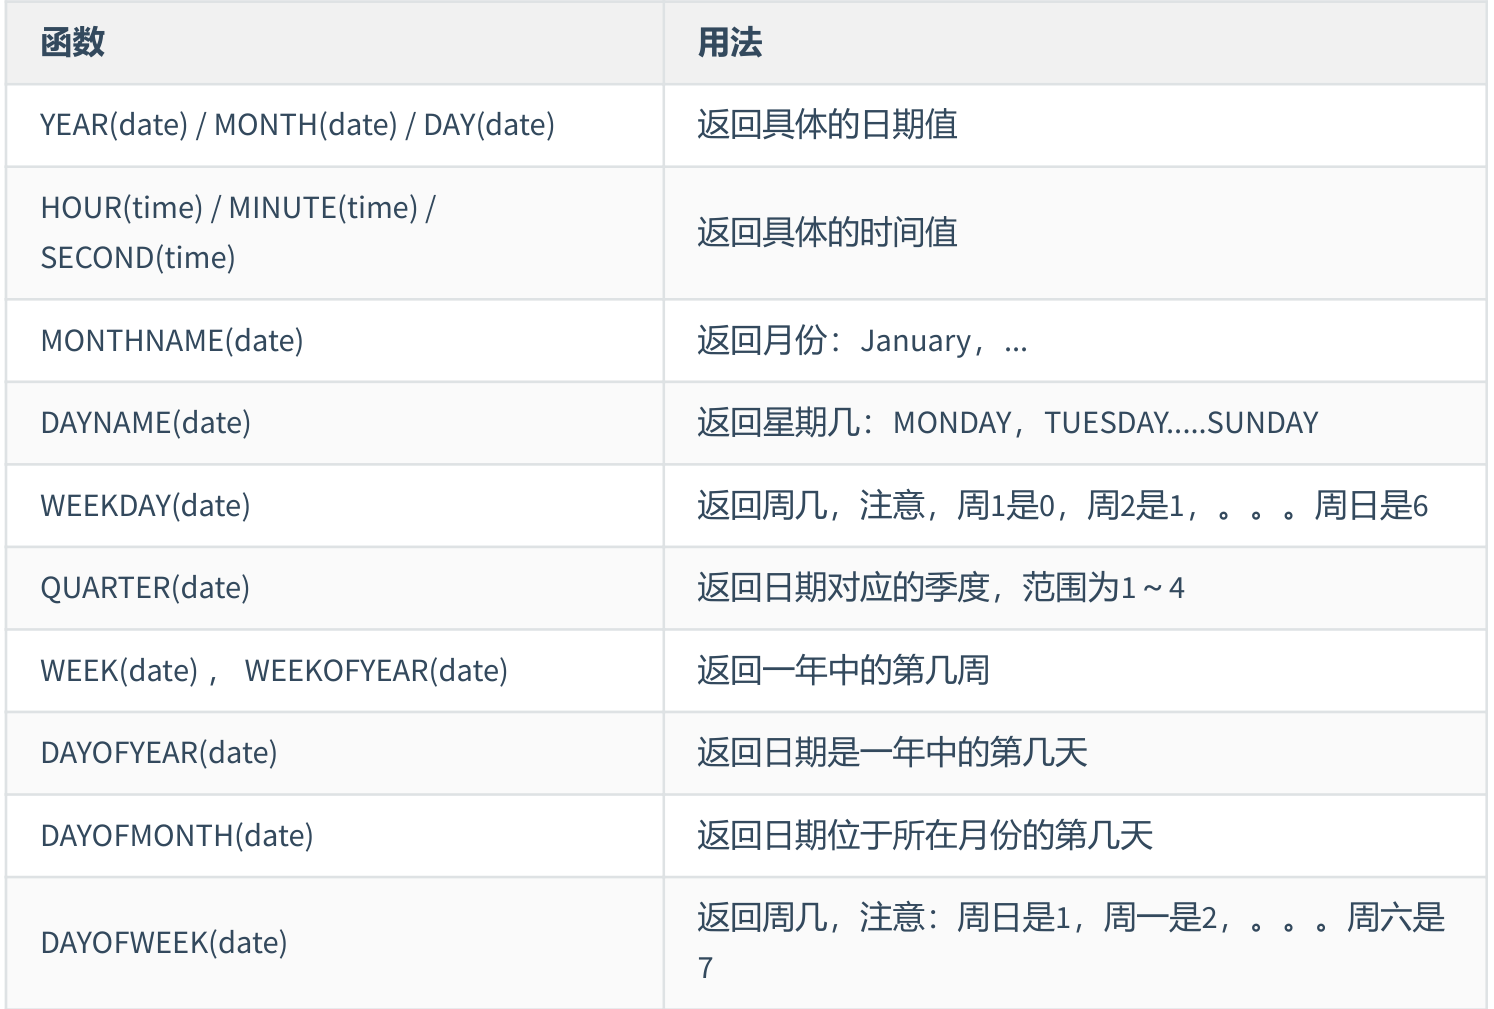 函数
用法
YEAR(date) / MONTH(date) / DAY(date)
返回具体的日期值
HOUR(time) / MINUTE(time) /
SECOND(time)
返回具体的时间值
MONTHNAME(date)
返回月份：January，...
DAYNAME(date)
返回星期几：MONDAY，TUESDAY.....SUNDAY
WEEKDAY(date)
返回周几，注意，周1是0，周2是1，。。。周日是6
QUARTER(date)
返回日期对应的季度，范围为1～4
WEEK(date) ， WEEKOFYEAR(date)
返回一年中的第几周
DAYOFYEAR(date)
返回日期是一年中的第几天
DAYOFMONTH(date)
返回日期位于所在月份的第几天
DAYOFWEEK(date)
返回周几，注意：周日是1，周一是2，。。。周六是
7